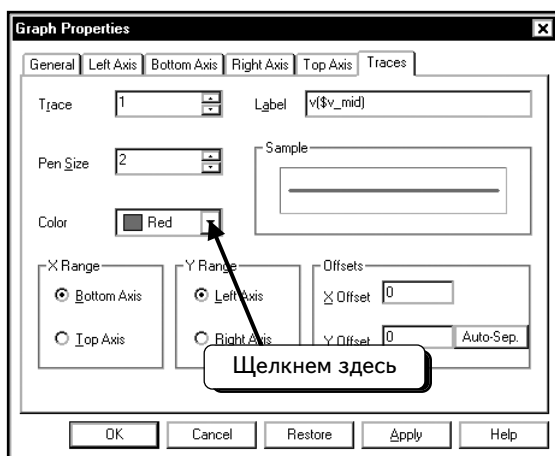 Graph Properties
General Left Axis Bottom Axis Right Axis Top Axis Traces
Trace 1 Label v($v_mid)
Pen Size 2 Sample
Color Red
X Range Y Range Offsets
Bottom Axis Left Axis X Offset 0
Top Axis Right Axis Y Offset 0 Auto-Sep.
Щелкнем здесь
OK Cancel Restore Apply Help